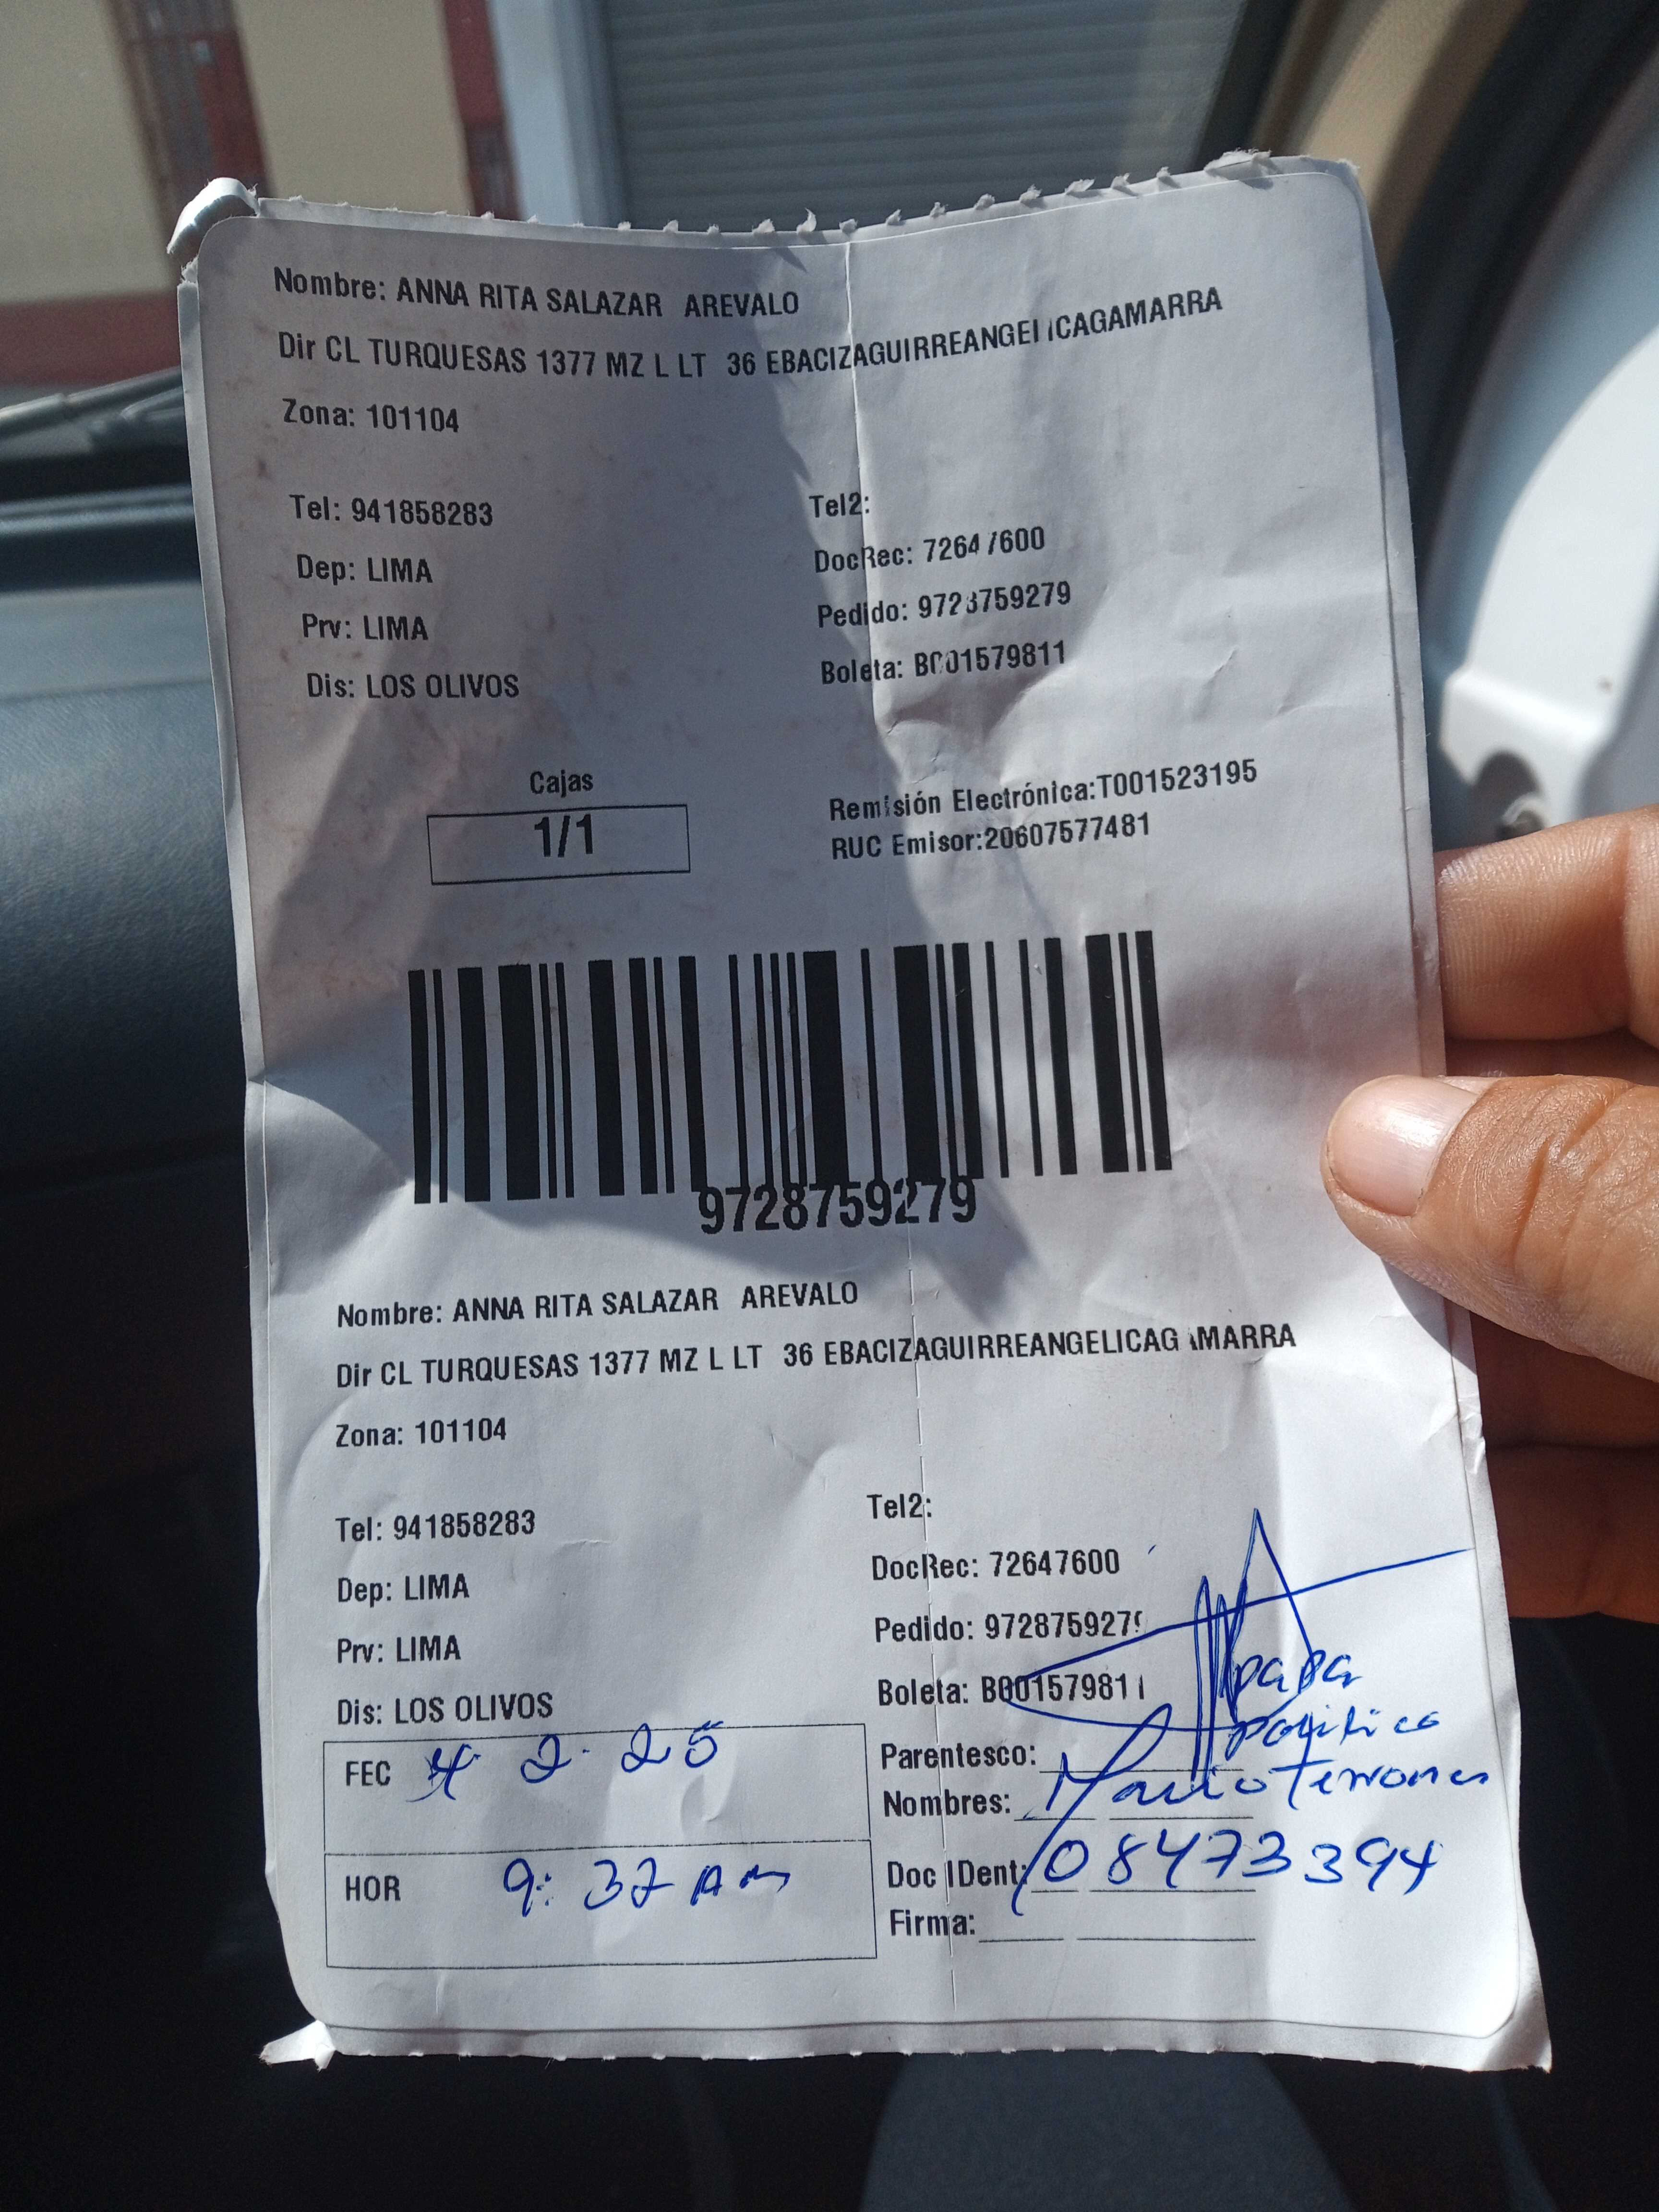 Nombre: ANNA RITA SALAZAR AREVALO
Dir CL TURQUESAS 1377 MZ L LT 36 EBACIZAGUIRREANGELICAGAMARRA
Zona: 101104
Tel: 941858283
Tel2:
Dep: LIMA
DocRec: 72647600
Prv: LIMA
Pedido: 9728759279
Dis: LOS OLIVOS
Boleta: B001579811
Cajas
1/1
Remisión Electrónica:T001523195
RUC Emisor:20607577481
9728759279
Nombre: ANNA RITA SALAZAR AREVALO
Dir CL TURQUESAS 1377 MZ L LT 36 EBACIZAGUIRREANGELICAGAMARRA
Zona: 101104
Tel: 941858283
Tel2:
Dep: LIMA
DocRec: 72647600
Prv: LIMA
Pedido: 9728759279
Dis: LOS OLIVOS
Boleta: B001579811
papa
politico
FEC 4 2 · 25
Parentesco:
Nombres: Mario Terrones
HOR 9: 32 AM
Doc IDent: 08473394
Firma: